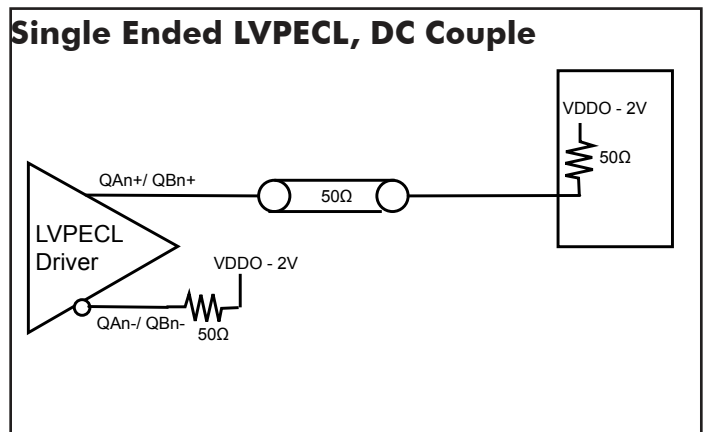 Single Ended LVPECL, DC Couple
VDDO - 2V
50Ω
QAn+/ QBn+
50Ω
LVPECL
Driver
VDDO - 2V
QAn-/ QBn-
50Ω